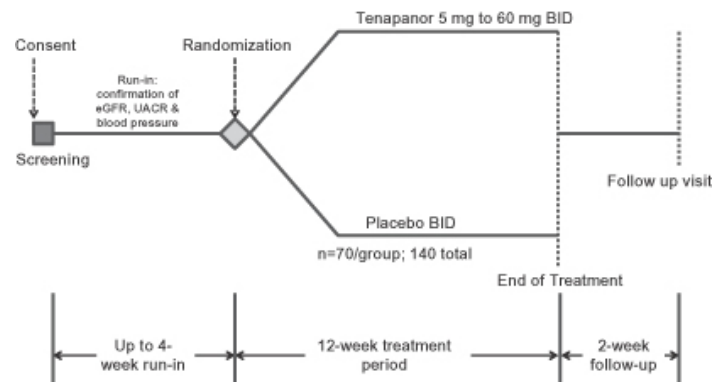 Tenapanor 5 mg to 60 mg BID
Consent
Randomization
Run-in:
confirmation of
eGFR, UACR &
blood pressure
Screening
Follow up visit
Placebo BID
n=70/group; 140 total
End of Treatment
Up to 4-
week run-in
12-week treatment
period
2-week
follow-up